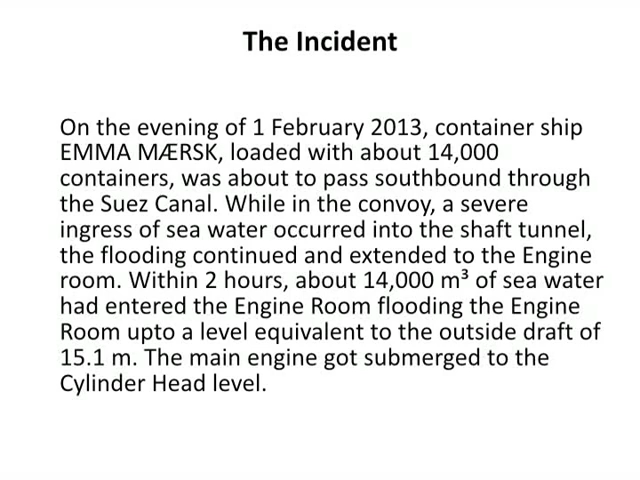 The Incident
On the evening of 1 February 2013, container ship
EMMA MÆRSK, loaded with about 14,000
containers, was about to pass southbound through
the Suez Canal. While in the convoy, a severe
ingress of sea water occurred into the shaft tunnel,
the flooding continued and extended to the Engine
room. Within 2 hours, about 14,000 m³ of sea water
had entered the Engine Room flooding the Engine
Room upto a level equivalent to the outside draft of
15.1 m. The main engine got submerged to the
Cylinder Head level.